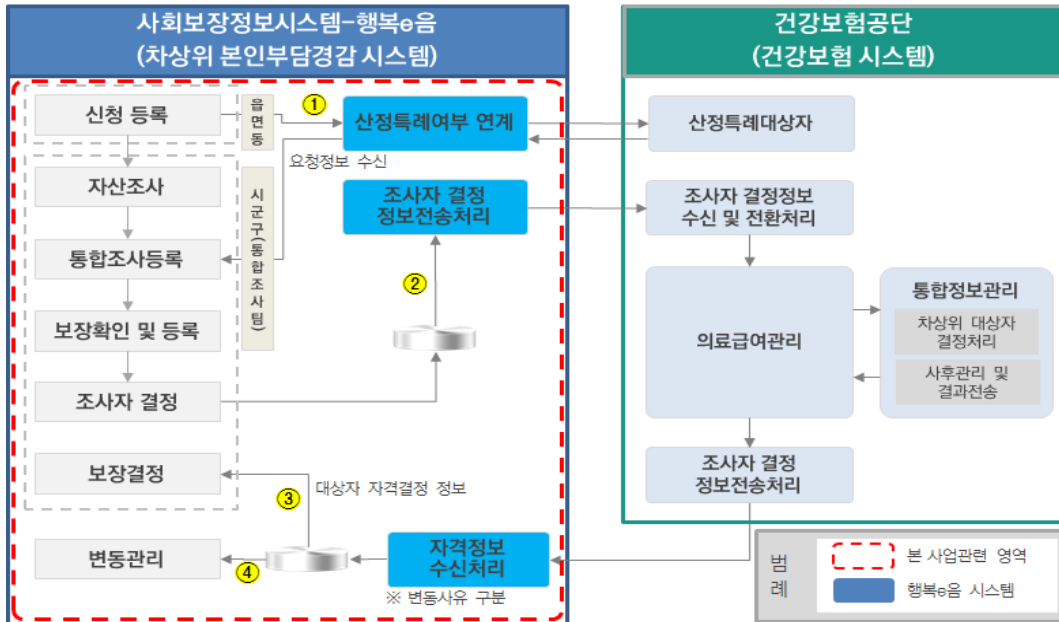 사회보장정보시스템-행복e음
(차상위 본인부담경감 시스템)
건강보험공단
(건강보험 시스템)
신청 등록
읍면동
①
산정특례여부 연계
산정특례대상자
요청정보 수신
자산조사
시군구(통합조사팀)
조사자 결정
정보전송처리
조사자 결정정보
수신 및 전환처리
통합조사등록
②
통합정보관리
차상위 대상자
결정처리
보장확인 및 등록
의료급여관리
사후관리 및
결과전송
조사자 결정
보장결정
③
대상자 자격결정 정보
조사자 결정
정보전송처리
변동관리
④
자격정보
수신처리
※ 변동사유 구분
범례
본 사업관련 영역
행복e음 시스템